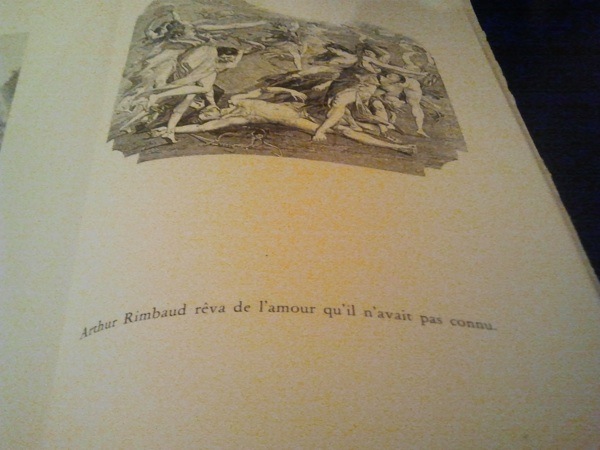 Arthur Rimbaud rêva de l'amour qu'il n'avait pas connu.